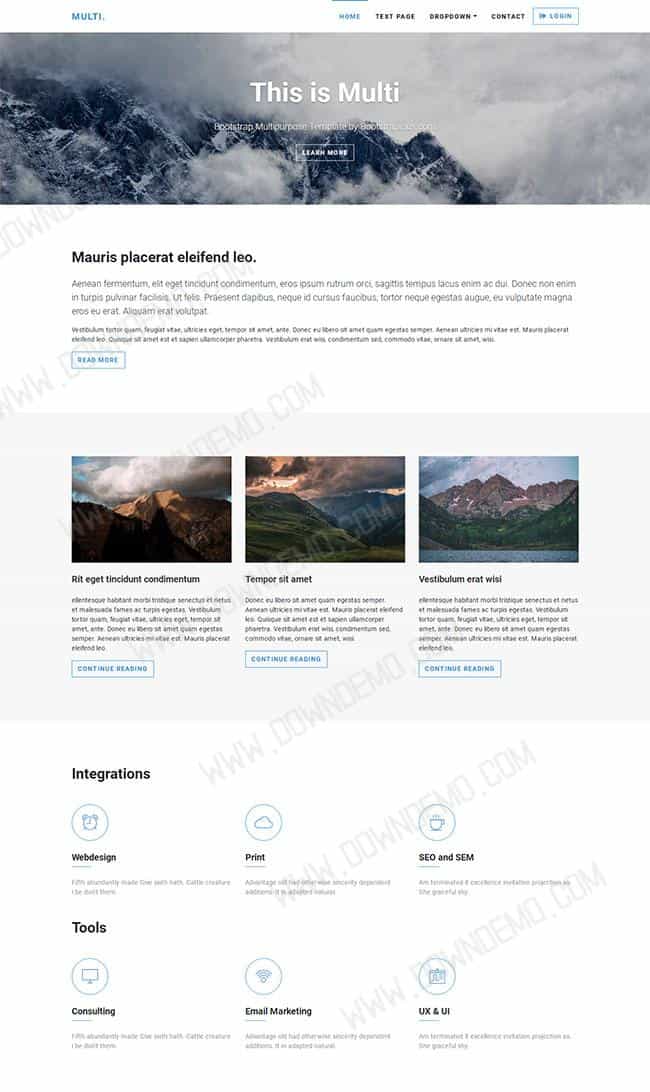 MULTI.
HOME TEXT PAGE DROPDOWN CONTACT LOGIN
This is Multi
Bootstrap Multipurpose Template by
LEARN MORE
Mauris placerat eleifend leo.
Aenean fermentum, elit eget tincidunt condimentum, eros ipsum rutrum orci, sagittis tempus lacus enim ac dui. Donec non enim
in turpis pulvinar facilisis. Ut felis. Praesent dapibus, neque id cursus faucibus, tortor neque egestas augue, eu vulputate magna
eros eu erat. Aliquam erat volutpat.
Vestibulum tortor quam, feugiat vitae, ultricies eget, tempor sit amet, ante. Donec eu libero sit amet quam egestas semper. Aenean ultricies mi vitae est. Mauris placerat
eleifend leo. Quisque sit amet est et sapien ullamcorper pharetra. Vestibulum erat wisi, condimentum sed, commodo vitae, ornare sit amet, wisi.
READ MORE
Rit eget tincidunt condimentum
ellentesque habitant morbi tristique senectus et netus
et malesuada fames ac turpis egestas. Vestibulum
tortor quam, feugiat vitae, ultricies eget, tempor
sit amet, ante. Donec eu libero sit amet quam egestas
semper. Aenean ultricies mi vitae est. Mauris placerat
eleifend leo.
CONTINUE READING
Tempor sit amet
Donec eu libero sit amet quam egestas semper.
Aenean ultricies mi vitae est. Mauris placerat eleifend
leo. Quisque sit amet est et sapien ullamcorper
pharetra. Vestibulum erat wisi, condimentum sed,
commodo vitae, ornare sit amet, wisi
CONTINUE READING
Vestibulum erat wisi
ellentesque habitant morbi tristique senectus et netus
et malesuada fames ac turpis egestas. Vestibulum
tortor quam, feugiat vitae, ultricies eget, tempor
sit amet, ante. Donec eu libero sit amet quam egestas
semper. Aenean ultricies mi vitae est. Mauris placerat
eleifend leo.
CONTINUE READING
Integrations
Webdesign
Fifth abundantly made Give sixth hath. Cattle creature
i be don't them.
Print
Advantage old had otherwise sincerity dependent
additions. It in adapted natural.
SEO and SEM
Am terminated it excellence invitation projection as.
She graceful shy.
Tools
Consulting
Fifth abundantly made Give sixth hath. Cattle creature
i be don't them.
Email Marketing
Advantage old had otherwise sincerity dependent
additions. It in adapted natural.
UX & UI
Am terminated it excellence invitation projection as.
She graceful shy.
WWW.DOWNDEMO.COM
WWW.DOWNDEMO.COM
WWW.DOWNDEMO.COM
WWW.DOWNDEMO.COM
WWW.DOWNDEMO.COM